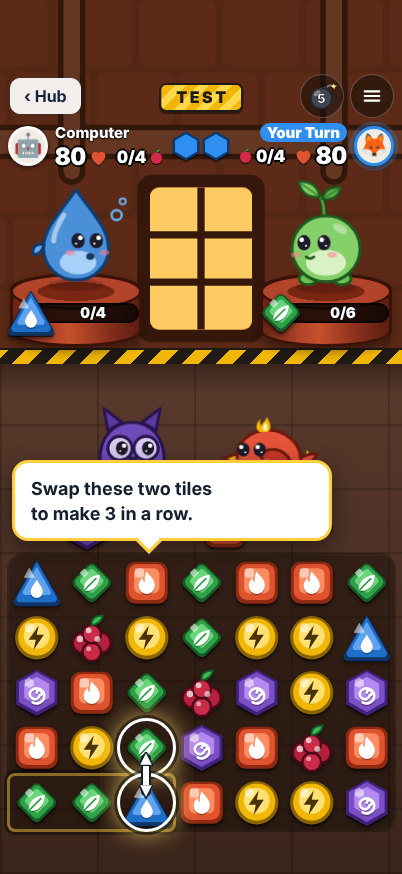 ‹ Hub
TEST
5
Computer
Your Turn
80
0/4
0/4
80
0/4
0/6
Swap these two tiles
to make 3 in a row.